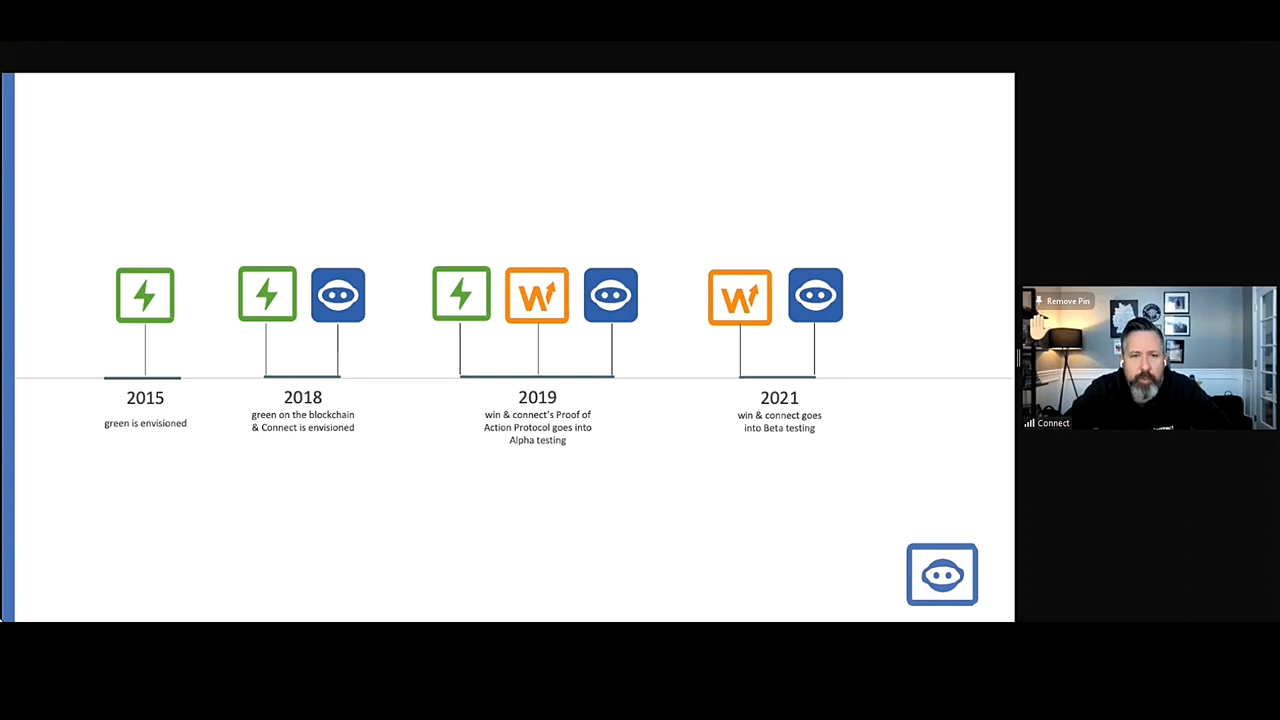 2015
green is envisioned
2018
green on the blockchain
& Connect is envisioned
2019
win & connect's Proof of
Action Protocol goes into
Alpha testing
2021
win & connect goes
into Beta testing
Remove Pin
Connect